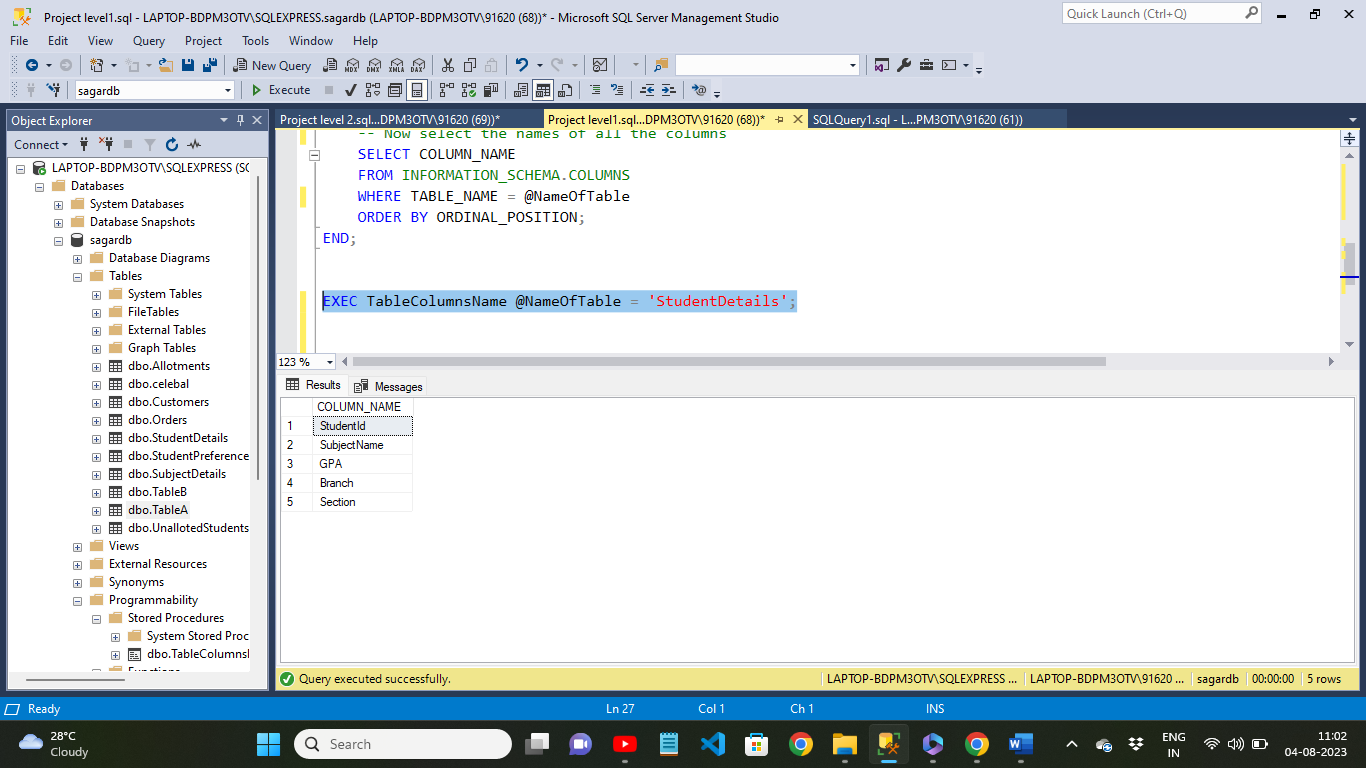 Project level1.sql - LAPTOP-BDPM3OTV\SQLEXPRESS.sagardb (LAPTOP-BDPM3OTV\91620 (68))* - Microsoft SQL Server Management Studio
Quick Launch (Ctrl+Q)
File Edit View Query Project Tools Window Help
New Query
MDX DMX XMLA DAX
sagardb
Execute
Object Explorer
Project level 2.sql...DPM3OTV\91620 (69))* Project level1.sql...DPM3OTV\91620 (68))* SQLQuery1.sql - L...PM3OTV\91620 (61))
Connect
LAPTOP-BDPM3OTV\SQLEXPRESS (SQ
Databases
System Databases
Database Snapshots
sagardb
Database Diagrams
Tables
System Tables
FileTables
External Tables
Graph Tables
dbo.Allotments
dbo.celebal
dbo.Customers
dbo.Orders
dbo.StudentDetails
dbo.StudentPreference
dbo.SubjectDetails
dbo.TableB
dbo.TableA
dbo.UnallotedStudents
Views
External Resources
Synonyms
Programmability
Stored Procedures
System Stored Proc
dbo.TableColumnsI
Functions
-- Now select the names of all the columns
SELECT COLUMN_NAME
FROM INFORMATION_SCHEMA.COLUMNS
WHERE TABLE_NAME = @NameOfTable
ORDER BY ORDINAL_POSITION;
END;
EXEC TableColumnsName @NameOfTable = 'StudentDetails';
123 %
Results Messages
COLUMN_NAME
1 StudentId
2 SubjectName
3 GPA
4 Branch
5 Section
Query executed successfully. LAPTOP-BDPM3OTV\SQLEXPRESS ... LAPTOP-BDPM3OTV\91620 ... sagardb 00:00:00 5 rows
Ready Ln 27 Col 1 Ch 1 INS
28°C
Cloudy
Search
ENG
IN
11:02
04-08-2023